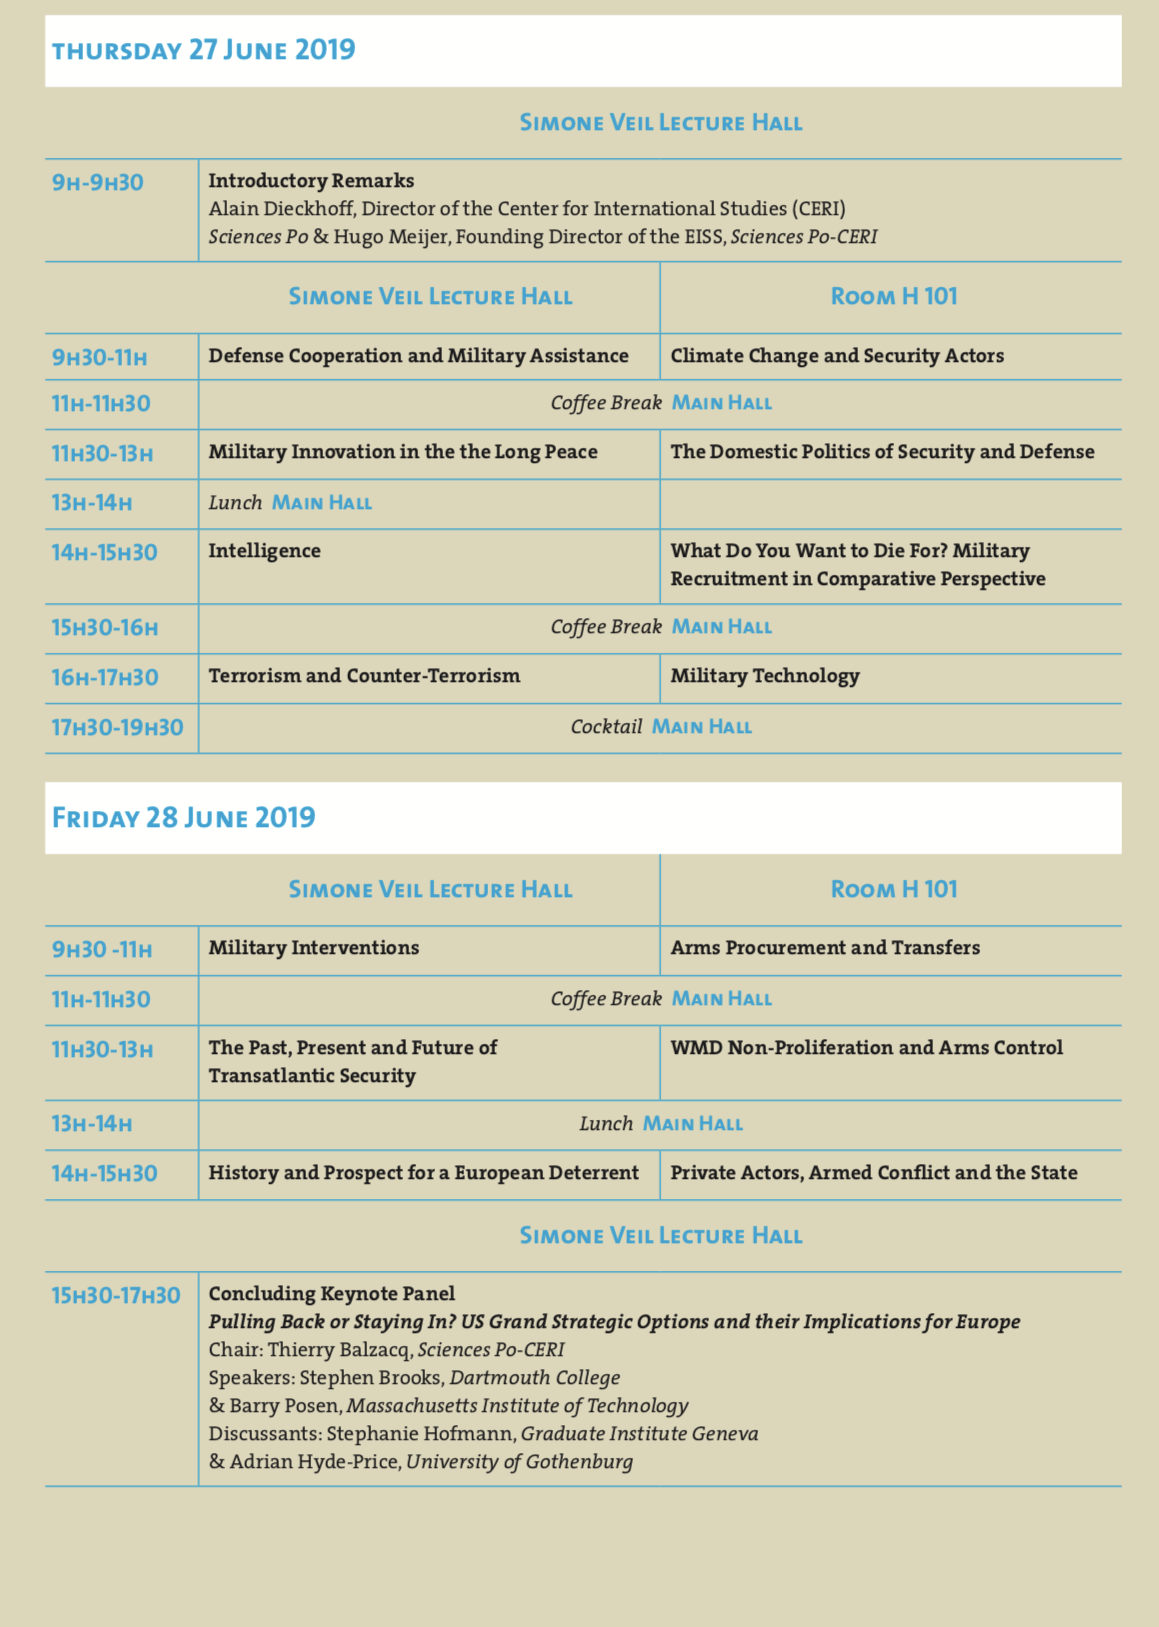 THURSDAY 27 JUNE 2019
SIMONE VEIL LECTURE HALL
9H-9H30 Introductory Remarks
Alain Dieckhoff, Director of the Center for International Studies (CERI)
Sciences Po & Hugo Meijer, Founding Director of the EISS, Sciences Po-CERI
SIMONE VEIL LECTURE HALL ROOM H 101
9H30-11H Defense Cooperation and Military Assistance Climate Change and Security Actors
11H-11H30 Coffee Break MAIN HALL
11H30-13H Military Innovation in the the Long Peace The Domestic Politics of Security and Defense
13H-14H Lunch MAIN HALL
14H-15H30 Intelligence What Do You Want to Die For? Military
Recruitment in Comparative Perspective
15H30-16H Coffee Break MAIN HALL
16H-17H30 Terrorism and Counter-Terrorism Military Technology
17H30-19H30 Cocktail MAIN HALL
FRIDAY 28 JUNE 2019
SIMONE VEIL LECTURE HALL ROOM H 101
9H30 -11H Military Interventions Arms Procurement and Transfers
11H-11H30 Coffee Break MAIN HALL
11H30-13H The Past, Present and Future of WMD Non-Proliferation and Arms Control
Transatlantic Security
13H-14H Lunch MAIN HALL
14H-15H30 History and Prospect for a European Deterrent Private Actors, Armed Conflict and the State
SIMONE VEIL LECTURE HALL
15H30-17H30 Concluding Keynote Panel
Pulling Back or Staying In? US Grand Strategic Options and their Implications for Europe
Chair: Thierry Balzacq, Sciences Po-CERI
Speakers: Stephen Brooks, Dartmouth College
& Barry Posen, Massachusetts Institute of Technology
Discussants: Stephanie Hofmann, Graduate Institute Geneva
& Adrian Hyde-Price, University of Gothenburg